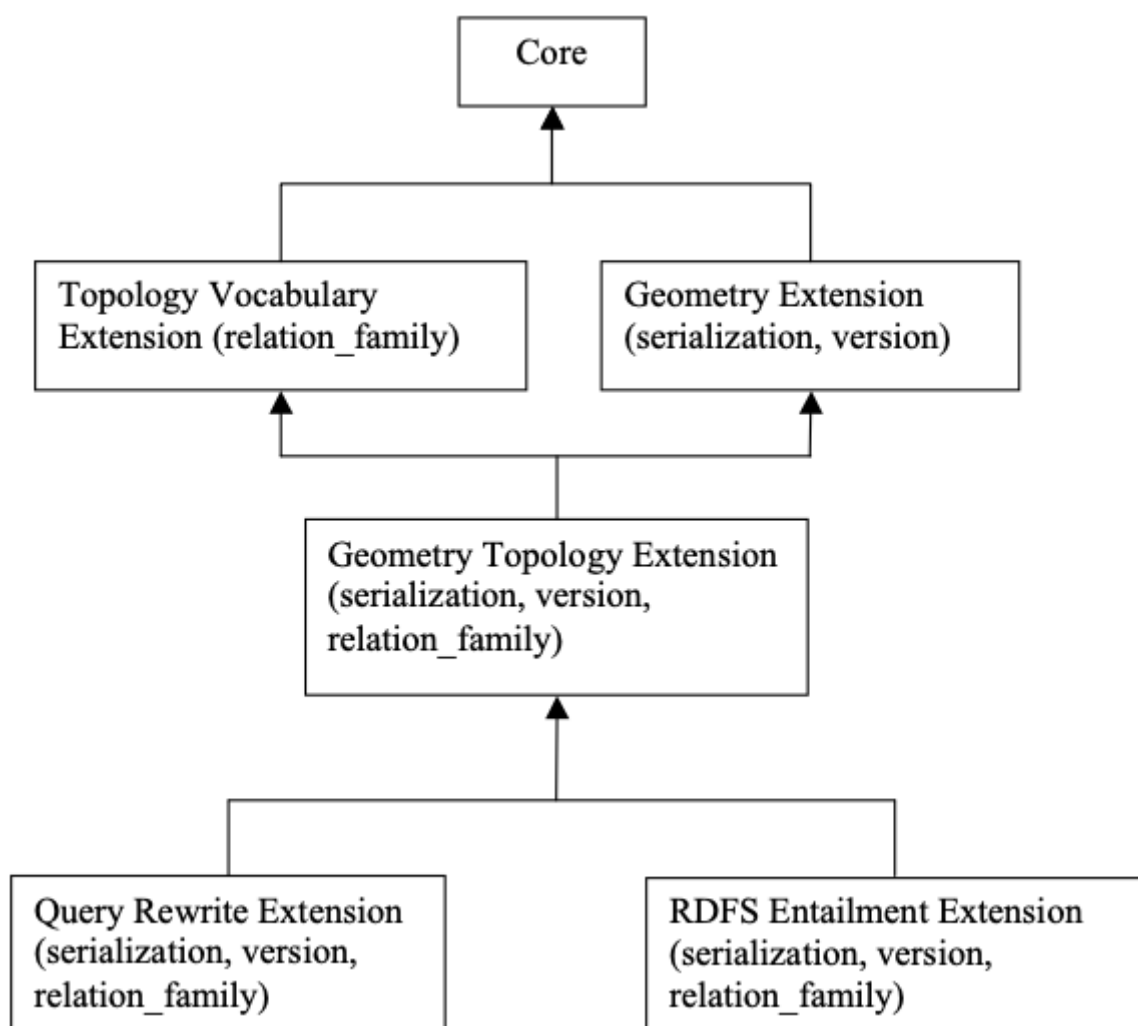 Core
Topology Vocabulary
Extension (relation_family)
Geometry Extension
(serialization, version)
Geometry Topology Extension
(serialization, version,
relation_family)
Query Rewrite Extension
(serialization, version,
relation_family)
RDFS Entailment Extension
(serialization, version,
relation_family)